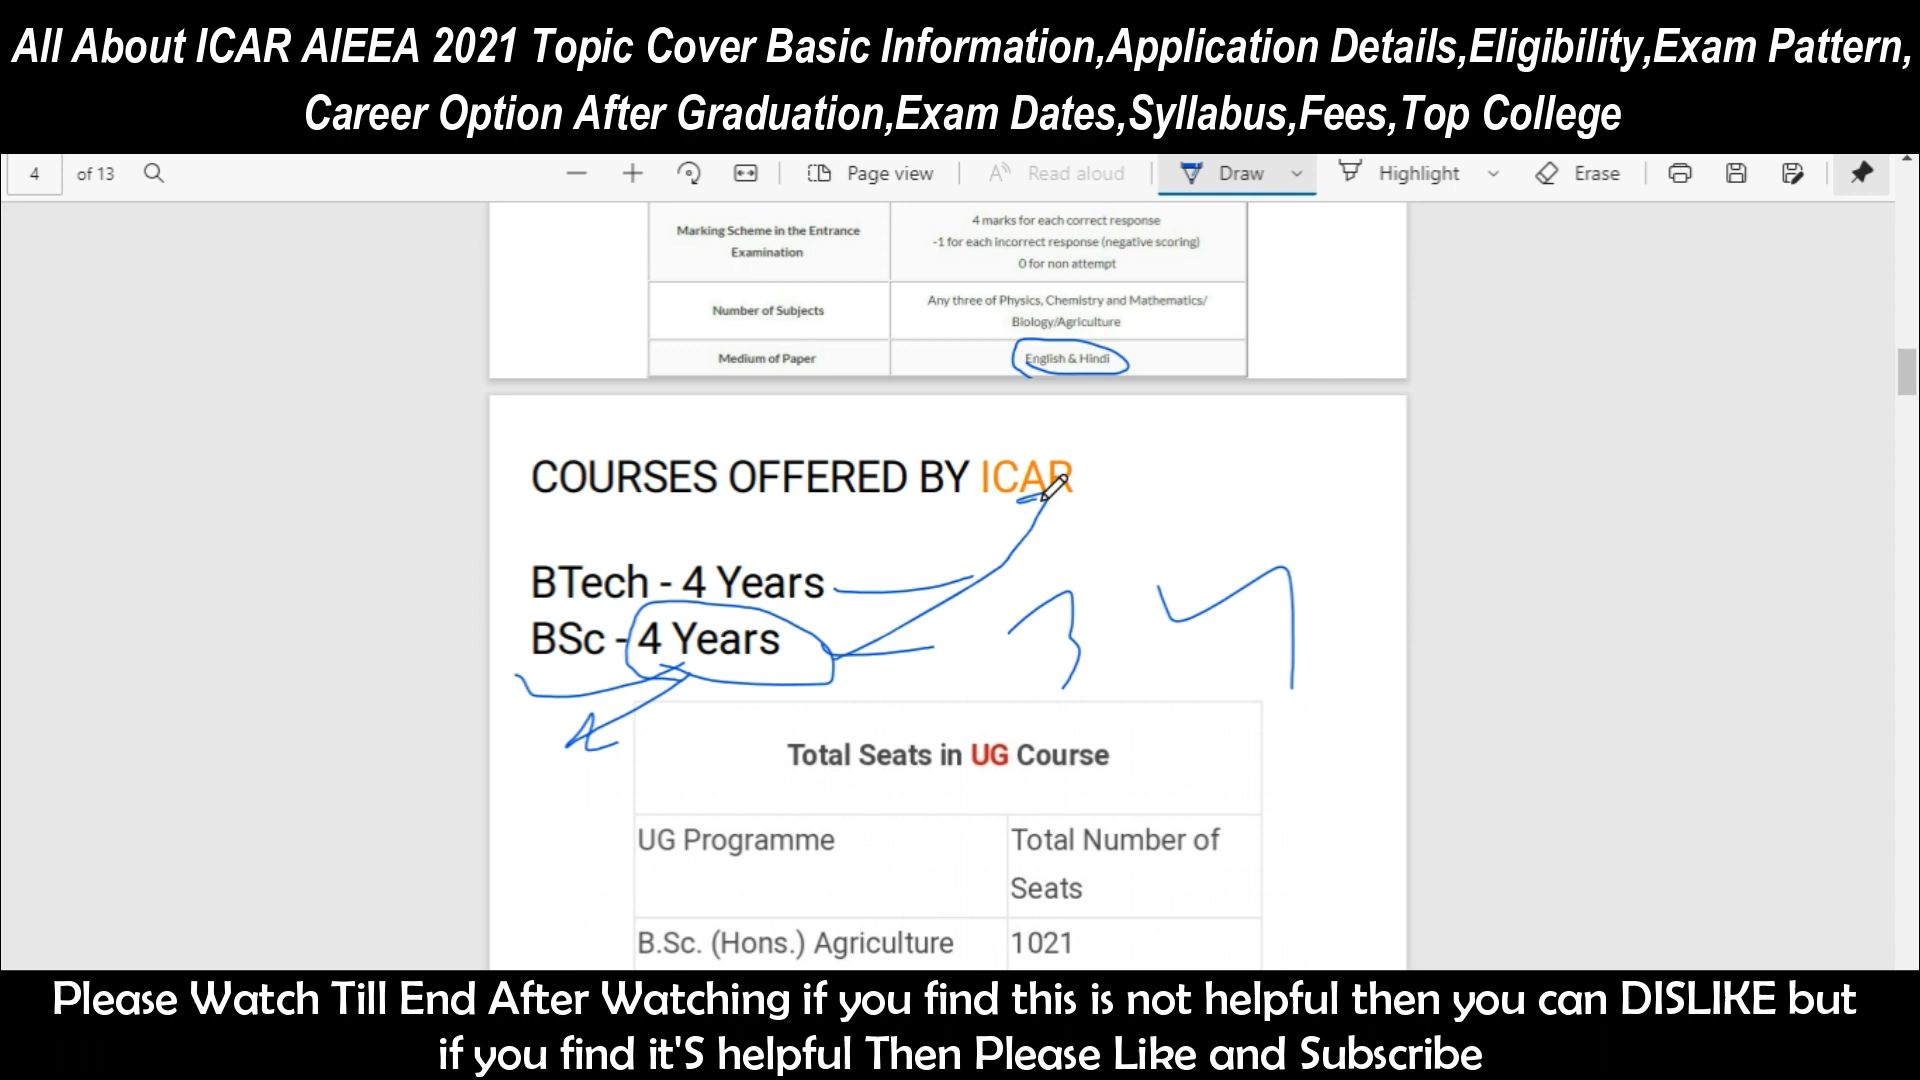 All About ICAR AIEEA 2021 Topic Cover Basic Information,Application Details,Eligibility,Exam Pattern,
Career Option After Graduation,Exam Dates,Syllabus,Fees,Top College
4 of 13 Page view Read aloud Draw Highlight Erase
Marking Scheme in the Entrance
Examination
4 marks for each correct response
-1 for each incorrect response (negative scoring)
0 for non attempt
Number of Subjects
Any three of Physics, Chemistry and Mathematics/
Biology/Agriculture
Medium of Paper English & Hindi
COURSES OFFERED BY ICAR
BTech - 4 Years
BSc - 4 Years
3
Total Seats in UG Course
UG Programme
Total Number of
Seats
B.Sc. (Hons.) Agriculture 1021
Please Watch Till End After Watching if you find this is not helpful then you can DISLIKE but
if you find it'S helpful Then Please Like and Subscribe